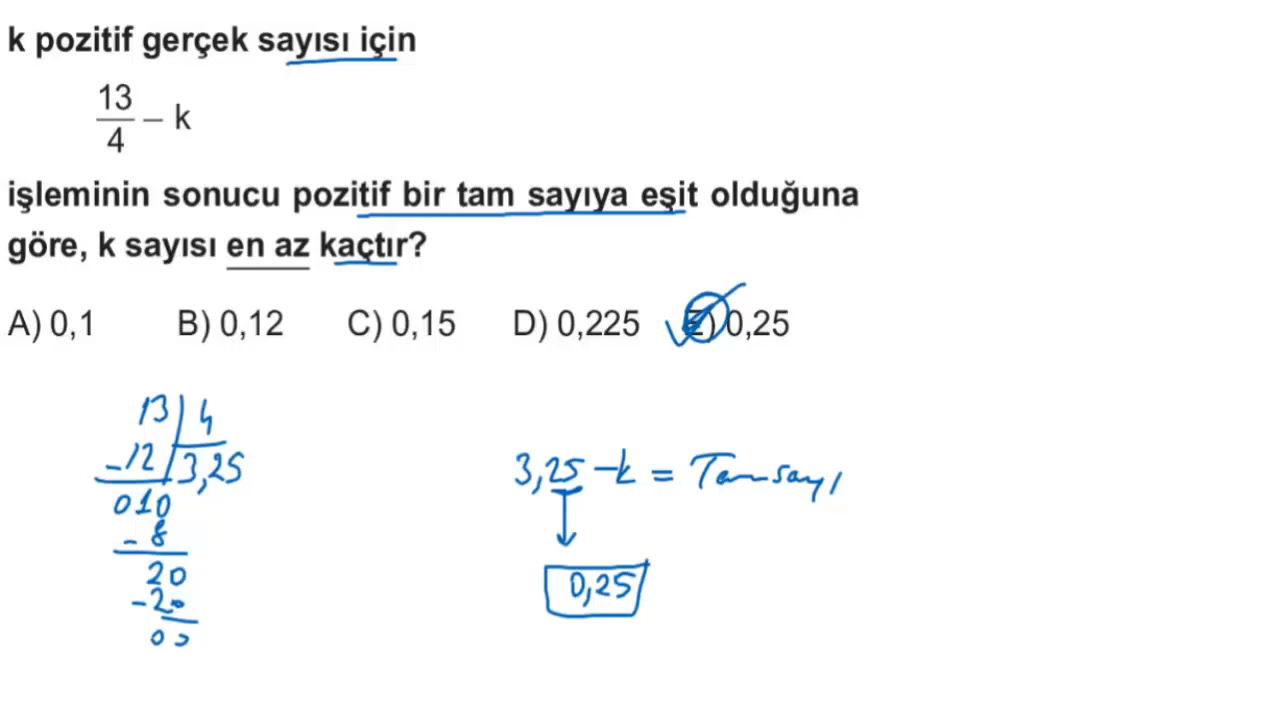 k pozitif gerçek sayısı için
13
— – k
4
işleminin sonucu pozitif bir tam sayıya eşit olduğuna
göre, k sayısı en az kaçtır?
A) 0,1 B) 0,12 C) 0,15 D) 0,225 E) 0,25
13 4
-12 3,25
010
- 8
20
-20
00
3,25 -k = Tamsayı
0,25